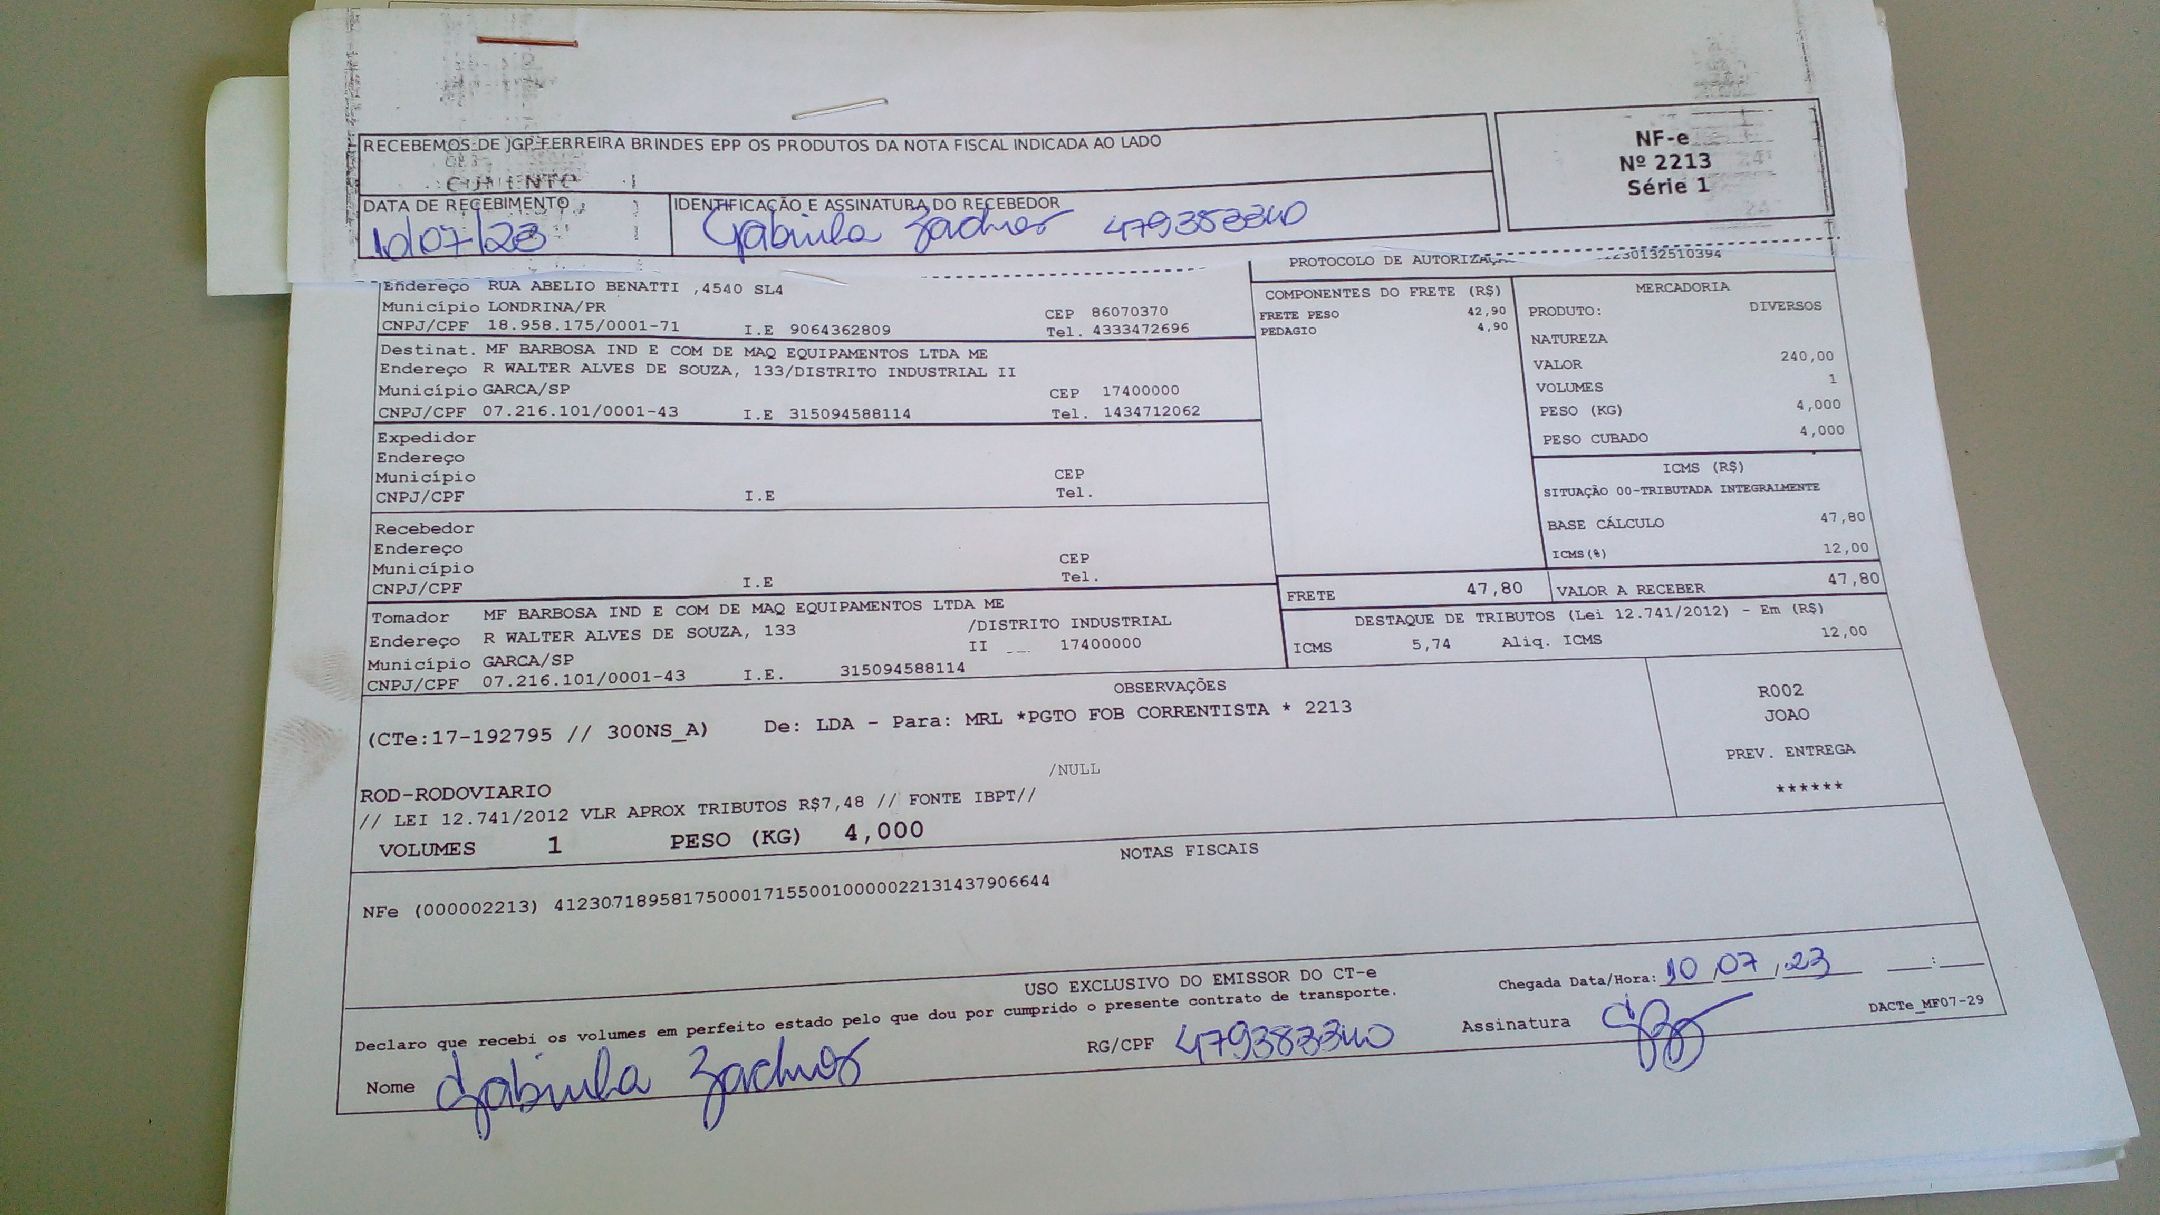 RECEBEMOS DE JGP FERREIRA BRINDES EPP OS PRODUTOS DA NOTA FISCAL INDICADA AO LADO
NF-e
Nº 2213
Série 1
DATA DE RECEBIMENTO
10/07/23
IDENTIFICAÇÃO E ASSINATURA DO RECEBEDOR
479383340
PROTOCOLO DE AUTORIZAÇ
Endereço RUA ABELIO BENATTI ,4540 SL4
Município LONDRINA/PR CEP 86070370
CNPJ/CPF 18.958.175/0001-71 I.E 9064362809 Tel. 4333472696
Destinat. MF BARBOSA IND E COM DE MAQ EQUIPAMENTOS LTDA ME
Endereço R WALTER ALVES DE SOUZA, 133/DISTRITO INDUSTRIAL II
Município GARCA/SP CEP 17400000
CNPJ/CPF 07.216.101/0001-43 I.E 315094588114 Tel. 1434712062
Expedidor
Endereço
Município CEP
CNPJ/CPF I.E Tel.
Recebedor
Endereço
Município CEP
CNPJ/CPF I.E Tel.
Tomador MF BARBOSA IND E COM DE MAQ EQUIPAMENTOS LTDA ME
Endereço R WALTER ALVES DE SOUZA, 133 /DISTRITO INDUSTRIAL
II 17400000
Município GARCA/SP
CNPJ/CPF 07.216.101/0001-43 I.E. 315094588114
COMPONENTES DO FRETE (R$)
FRETE PESO 42,90
PEDAGIO 4,90
MERCADORIA
PRODUTO: DIVERSOS
NATUREZA
VALOR 240,00
VOLUMES 1
PESO (KG) 4,000
PESO CUBADO 4,000
ICMS (R$)
SITUAÇÃO 00-TRIBUTADA INTEGRALMENTE
BASE CÁLCULO 47,80
ICMS(%) 12,00
FRETE 47,80 VALOR A RECEBER 47,80
DESTAQUE DE TRIBUTOS (Lei 12.741/2012) - Em (R$)
ICMS 5,74 Aliq. ICMS 12,00
OBSERVAÇÕES
(CTe:17-192795 // 300NS_A) De: LDA - Para: MRL *PGTO FOB CORRENTISTA * 2213
/NULL
ROD-RODOVIARIO
// LEI 12.741/2012 VLR APROX TRIBUTOS R$7,48 // FONTE IBPT//
VOLUMES 1 PESO (KG) 4,000
R002
JOAO
PREV. ENTREGA
******
NOTAS FISCAIS
NFe (000002213) 41230718958175000171550010000022131437906644
USO EXCLUSIVO DO EMISSOR DO CT-e
Declaro que recebi os volumes em perfeito estado pelo que dou por cumprido o presente contrato de transporte.
Chegada Data/Hora: 10/07/23 :
Nome
RG/CPF 479383340
Assinatura
DACTe_MF07-29